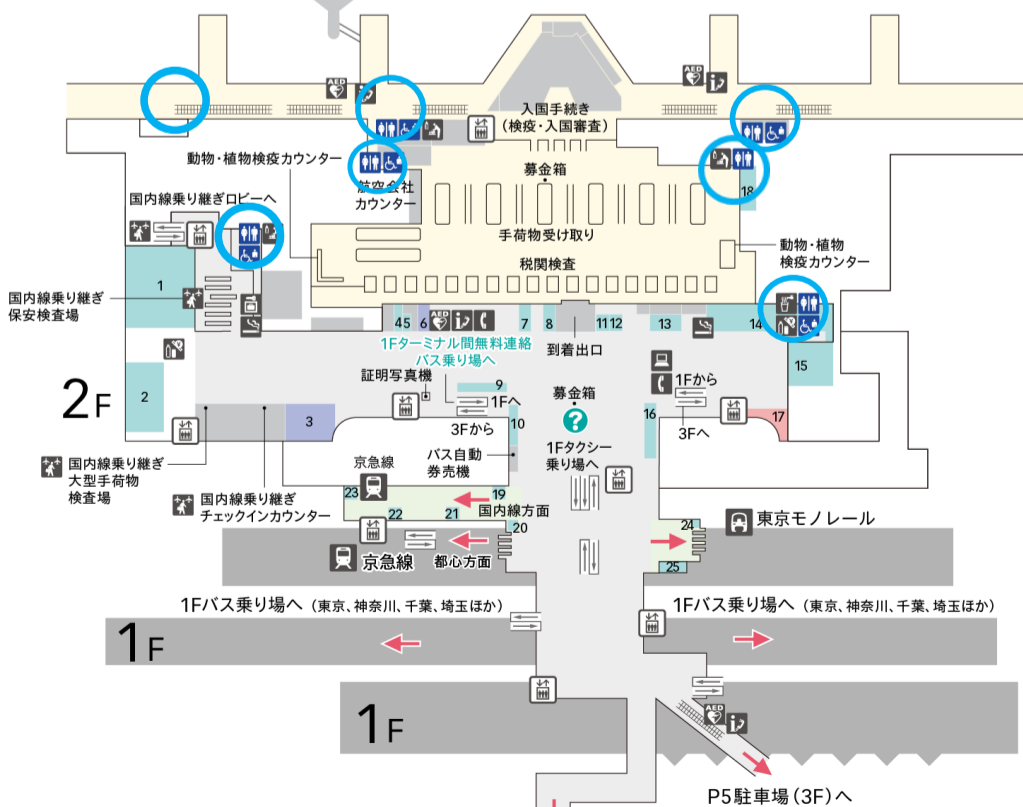 AED
AED
入国手続き
(検疫・入国審査)
動物・植物検疫カウンター
航空会社
カウンター
募金箱
18
国内線乗り継ぎロビーへ
手荷物受け取り
動物・植物
検疫カウンター
税関検査
1
国内線乗り継ぎ
保安検査場
4
5
6
AED
7
8
11
12
13
14
到着出口
1Fターミナル間無料連絡
バス乗り場へ
15
2F
2
証明写真機
9
1Fへ
3Fから
募金箱
?
1Fから
3Fへ
16
17
3
10
1Fタクシー
乗り場へ
バス自動
券売機
国内線乗り継ぎ
大型手荷物
検査場
国内線乗り継ぎ
チェックインカウンター
京急線
23
22
21
19
国内線方面
20
24
東京モノレール
京急線
都心方面
25
1Fバス乗り場へ (東京、神奈川、千葉、埼玉ほか)
1Fバス乗り場へ (東京、神奈川、千葉、埼玉ほか)
1F
1F
AED
P5駐車場(3F)へ